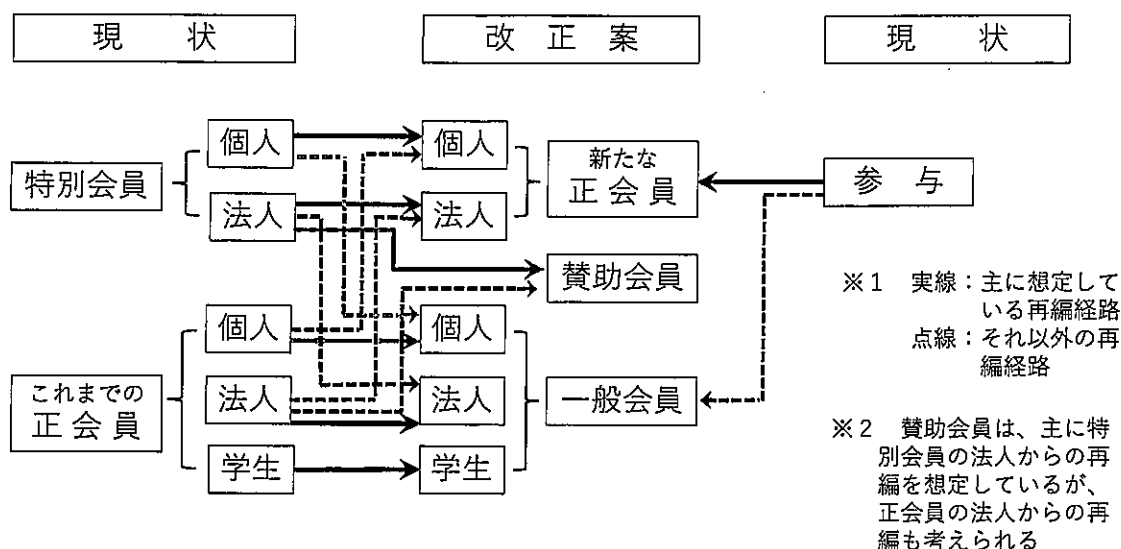 現　状
改 正 案
現　状
特別会員
個人
法人
個人
法人
新たな
正 会 員
参　与
賛助会員
これまでの
正 会 員
個人
法人
学生
個人
法人
学生
一般会員
※１　実線：主に想定して
いる再編経路
点線：それ以外の再
編経路
※２　賛助会員は、主に特
別会員の法人からの再
編を想定しているが、
正会員の法人からの再
編も考えられる